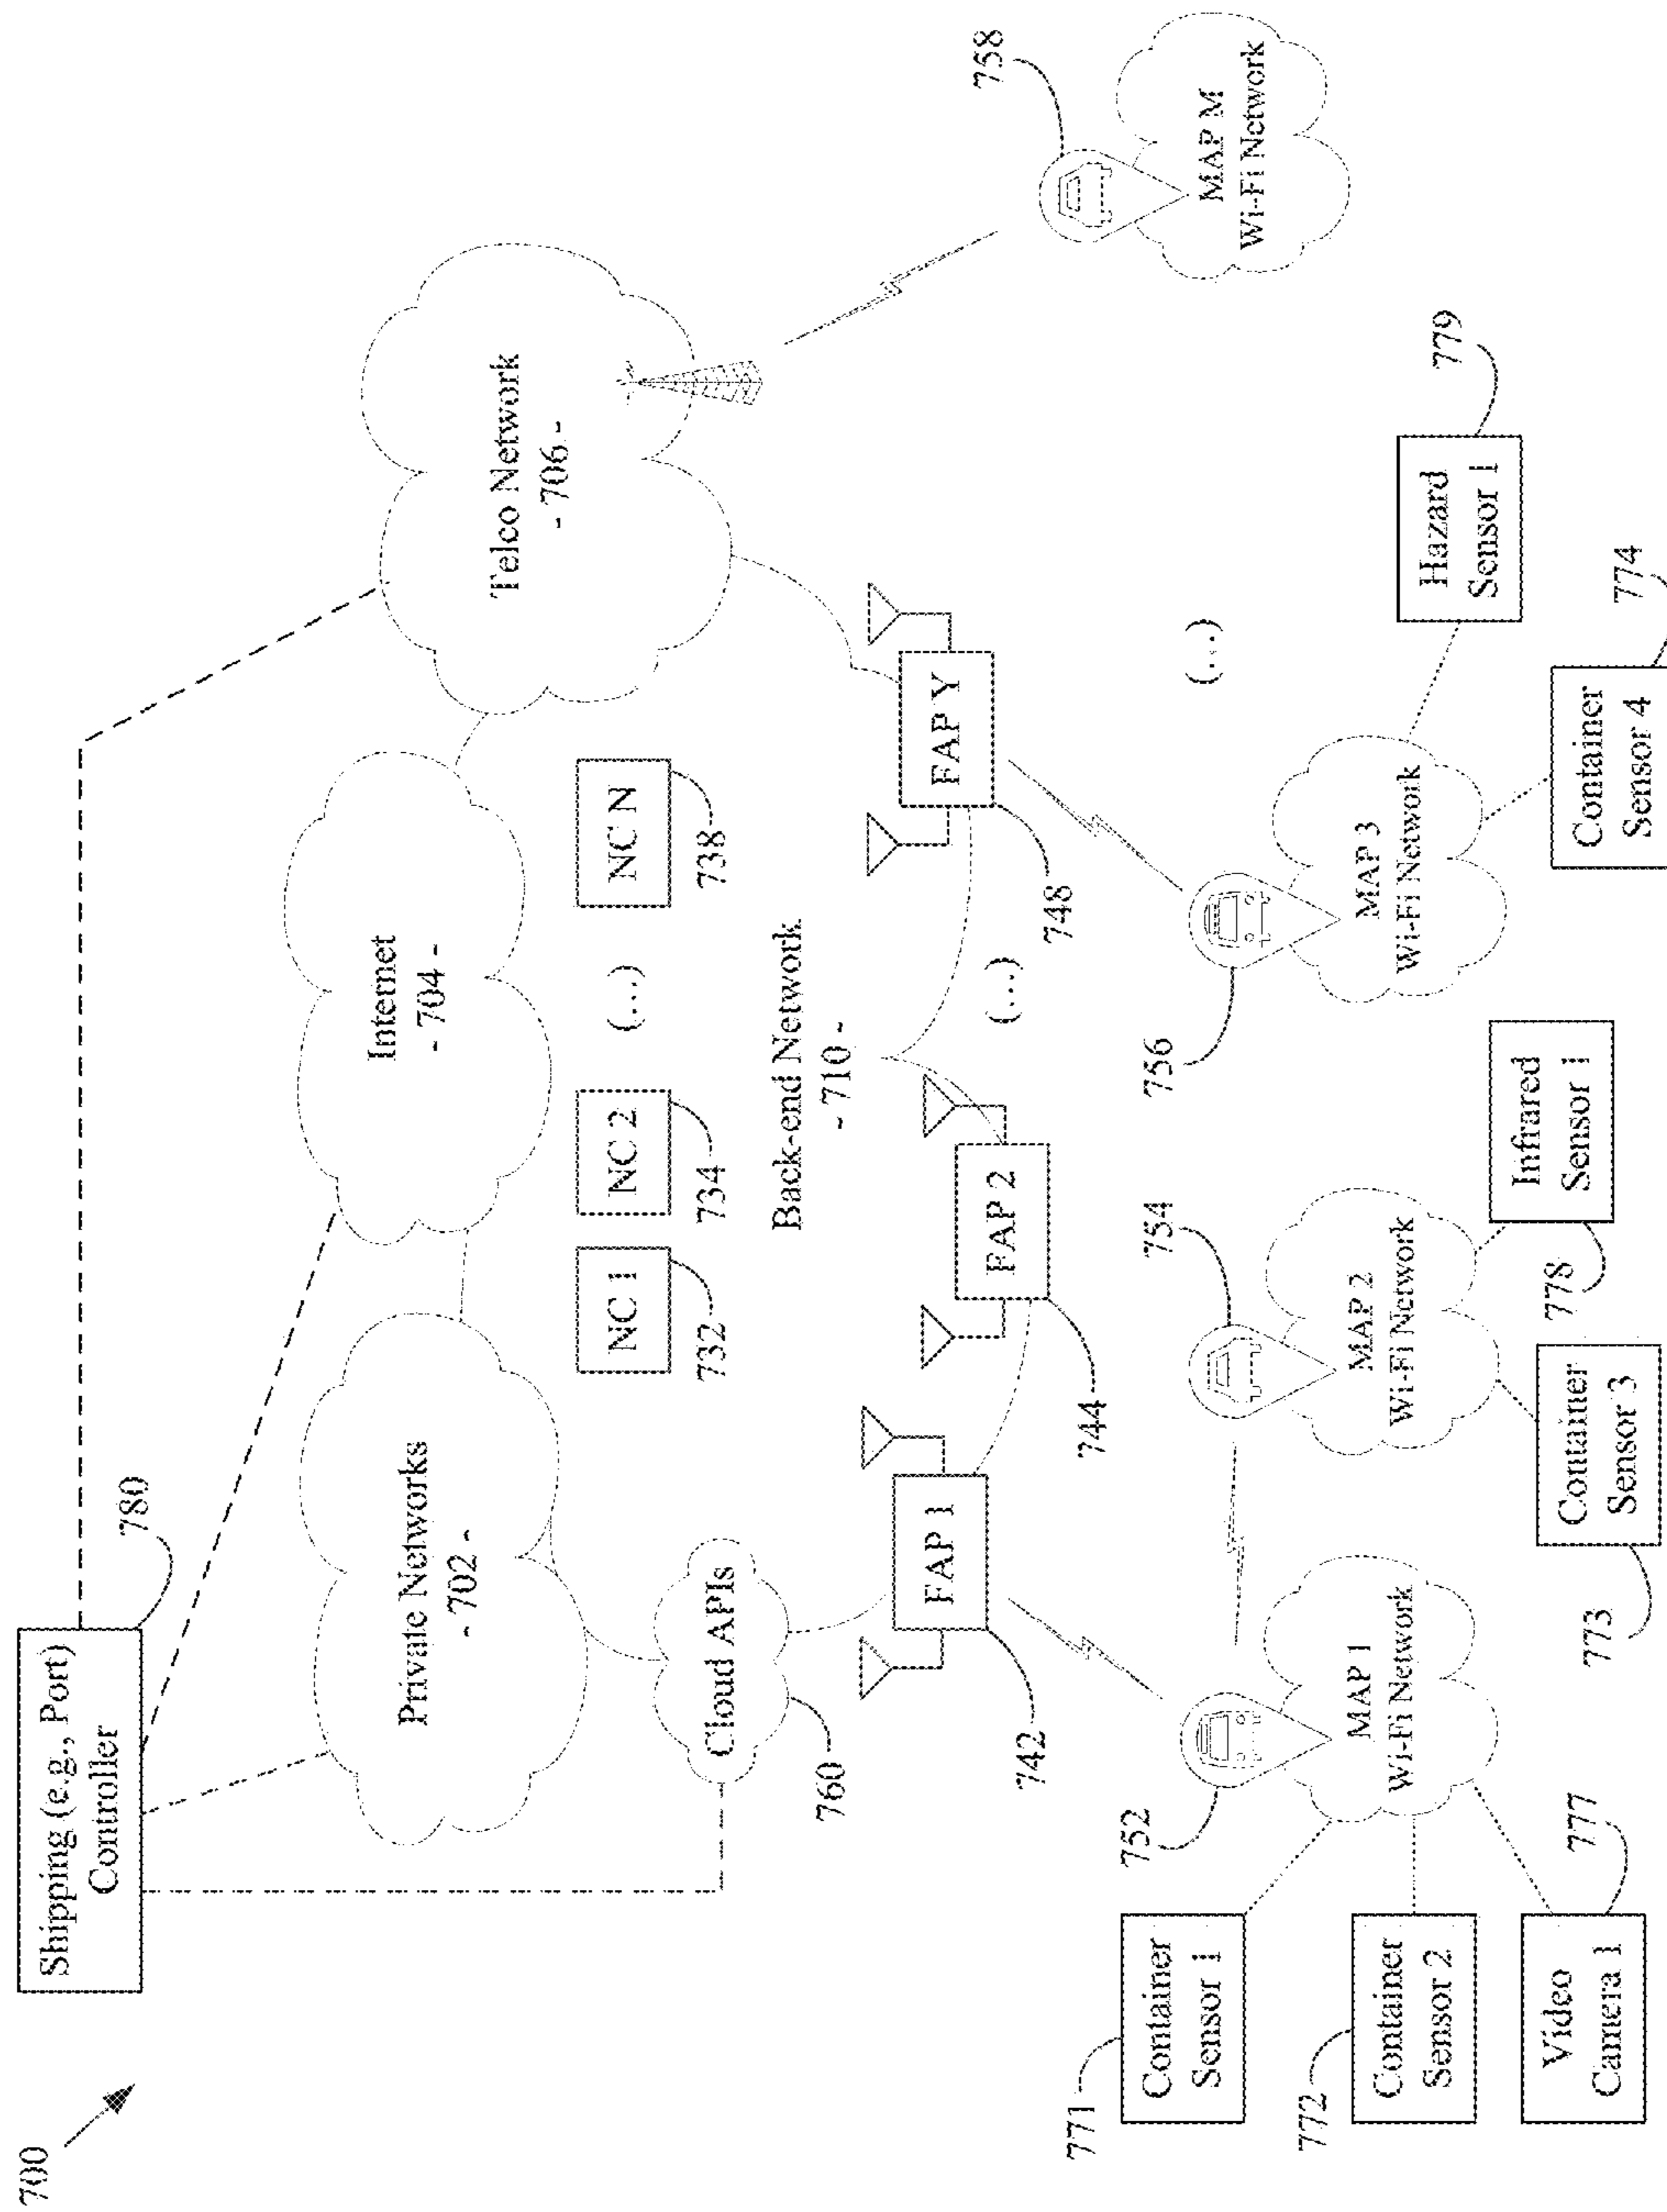 700
Shipping (e.g., Port)
Controller
780
Private Networks
- 702 -
Internet
- 704 -
Telco Network
- 706 -
Cloud APIs
760
NC 1
732
NC 2
734
(...)
NC N
738
Back-end Network
- 710 -
FAP 1
742
FAP 2
744
(...)
FAP Y
748
752
MAP 1
Wi-Fi Network
754
MAP 2
Wi-Fi Network
756
MAP 3
Wi-Fi Network
(...)
758
MAP M
Wi-Fi Network
771
Container
Sensor 1
772
Container
Sensor 2
Video
Camera 1
777
773
Container
Sensor 3
778
Infrared
Sensor 1
Container
Sensor 4
774
Hazard
Sensor 1
779